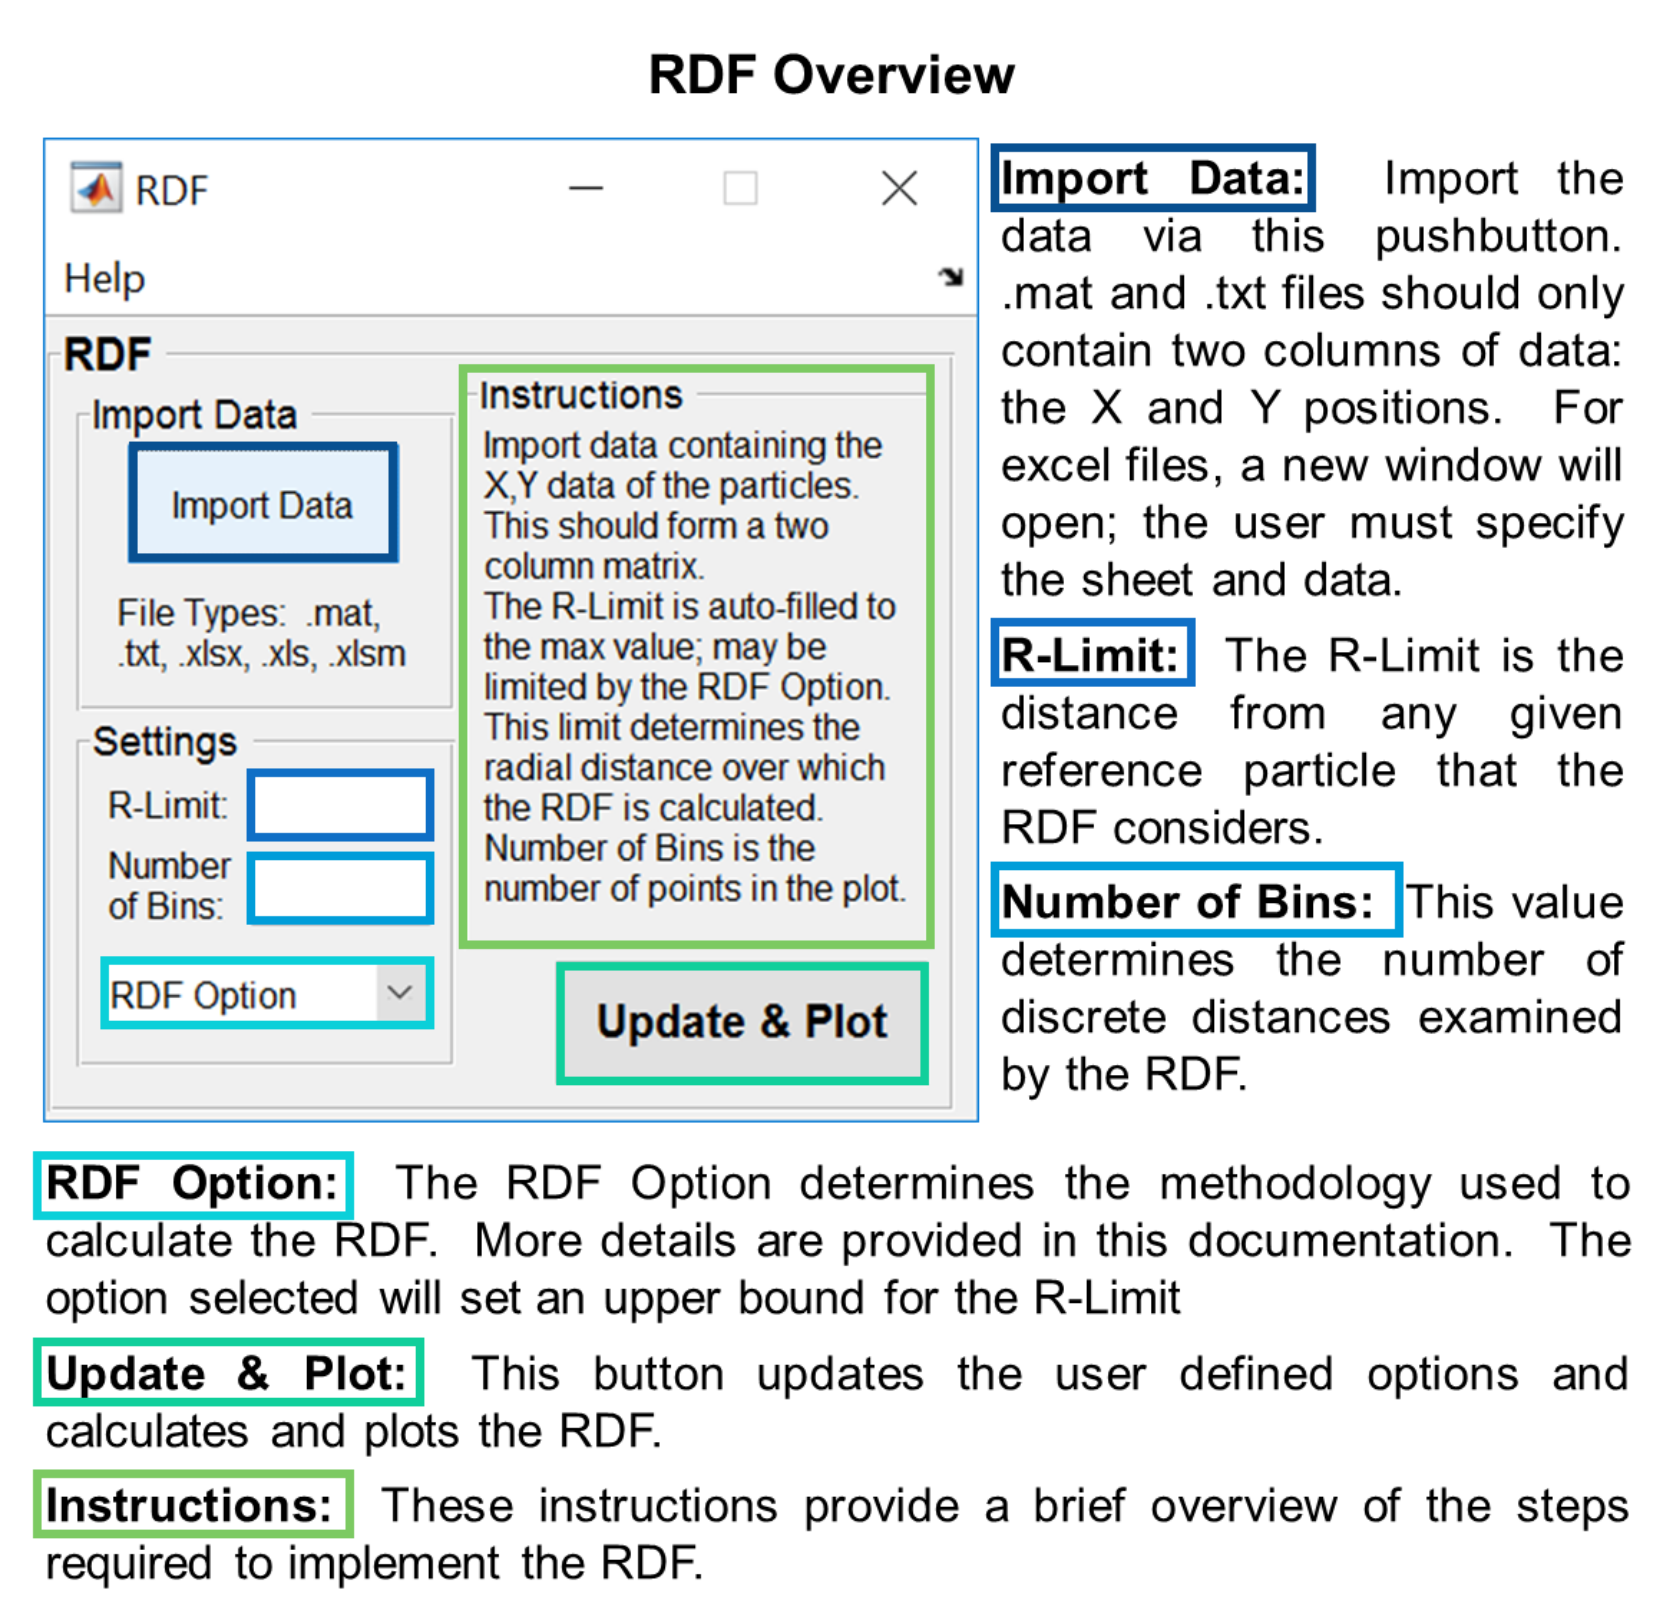 RDF Overview
RDF
Help
RDF
Import Data
Import Data
File Types: .mat,
.txt, .xlsx, .xls, .xlsm
Settings
R-Limit:
Number
of Bins:
RDF Option
Instructions
Import data containing the
X,Y data of the particles.
This should form a two
column matrix.
The R-Limit is auto-filled to
the max value; may be
limited by the RDF Option.
This limit determines the
radial distance over which
the RDF is calculated.
Number of Bins is the
number of points in the plot.
Update & Plot
Import Data: Import the
data via this pushbutton.
.mat and .txt files should only
contain two columns of data:
the X and Y positions. For
excel files, a new window will
open; the user must specify
the sheet and data.
R-Limit: The R-Limit is the
distance from any given
reference particle that the
RDF considers.
Number of Bins: This value
determines the number of
discrete distances examined
by the RDF.
RDF Option: The RDF Option determines the methodology used to
calculate the RDF. More details are provided in this documentation. The
option selected will set an upper bound for the R-Limit
Update & Plot: This button updates the user defined options and
calculates and plots the RDF.
Instructions: These instructions provide a brief overview of the steps
required to implement the RDF.